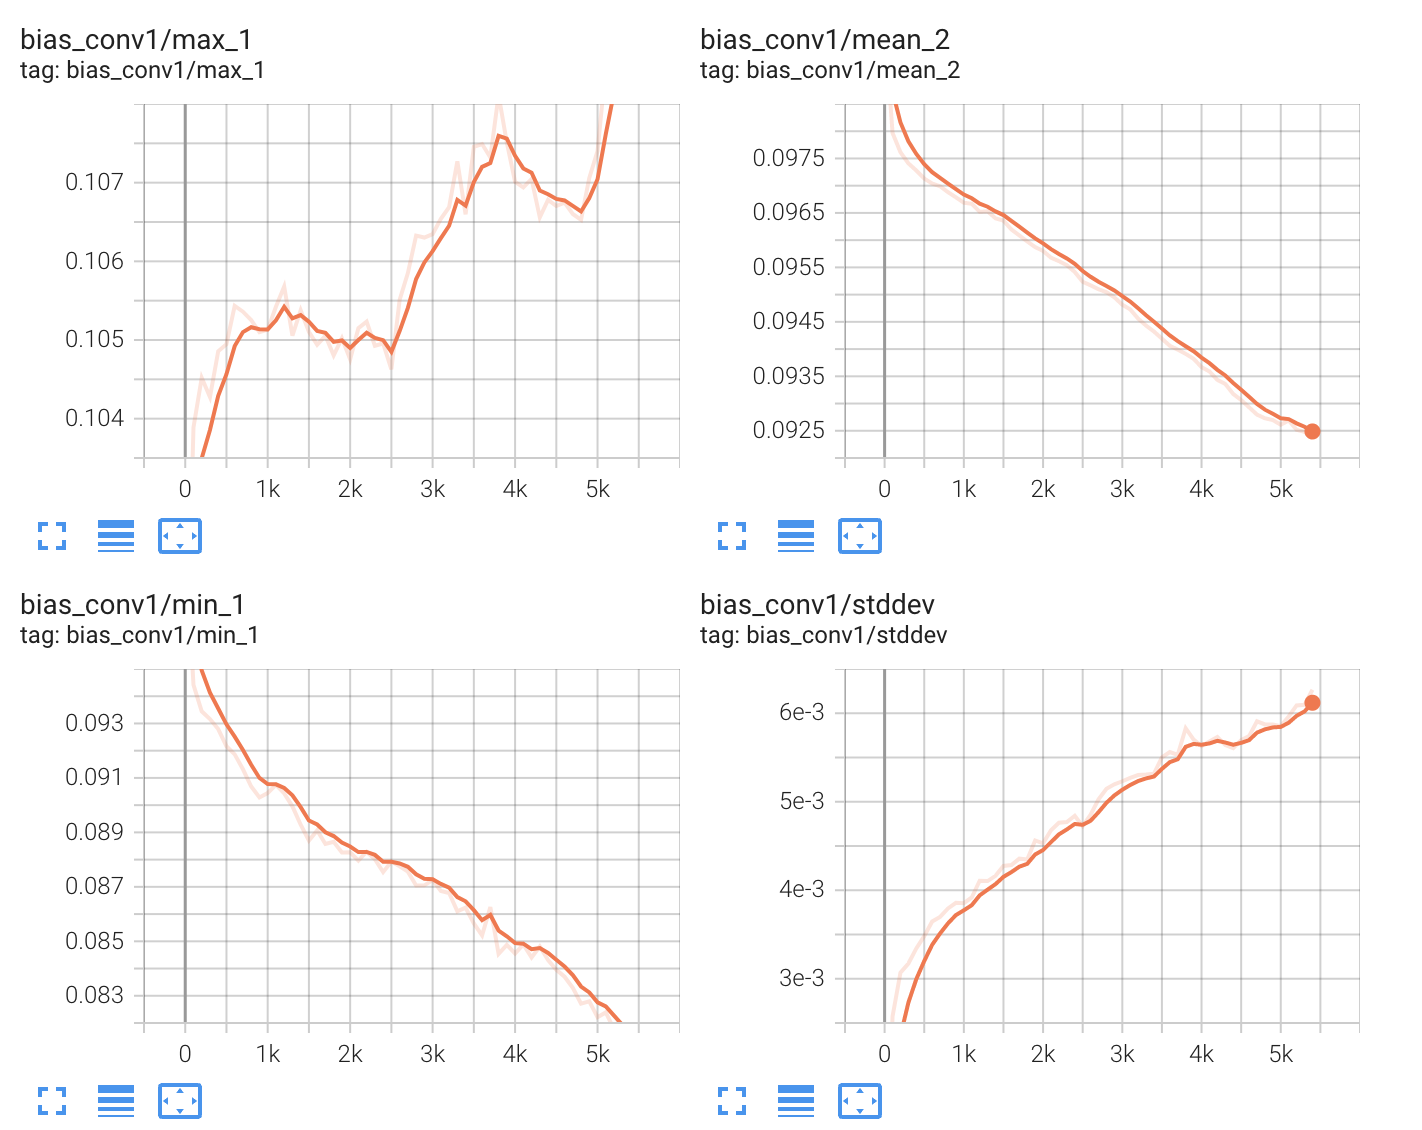 bias_conv1/max_1
tag: bias_conv1/max_1
0.107
0.106
0.105
0.104
0 1k 2k 3k 4k 5k
bias_conv1/mean_2
tag: bias_conv1/mean_2
0.0975
0.0965
0.0955
0.0945
0.0935
0.0925
0 1k 2k 3k 4k 5k
bias_conv1/min_1
tag: bias_conv1/min_1
0.093
0.091
0.089
0.087
0.085
0.083
0 1k 2k 3k 4k 5k
bias_conv1/stddev
tag: bias_conv1/stddev
6e-3
5e-3
4e-3
3e-3
0 1k 2k 3k 4k 5k